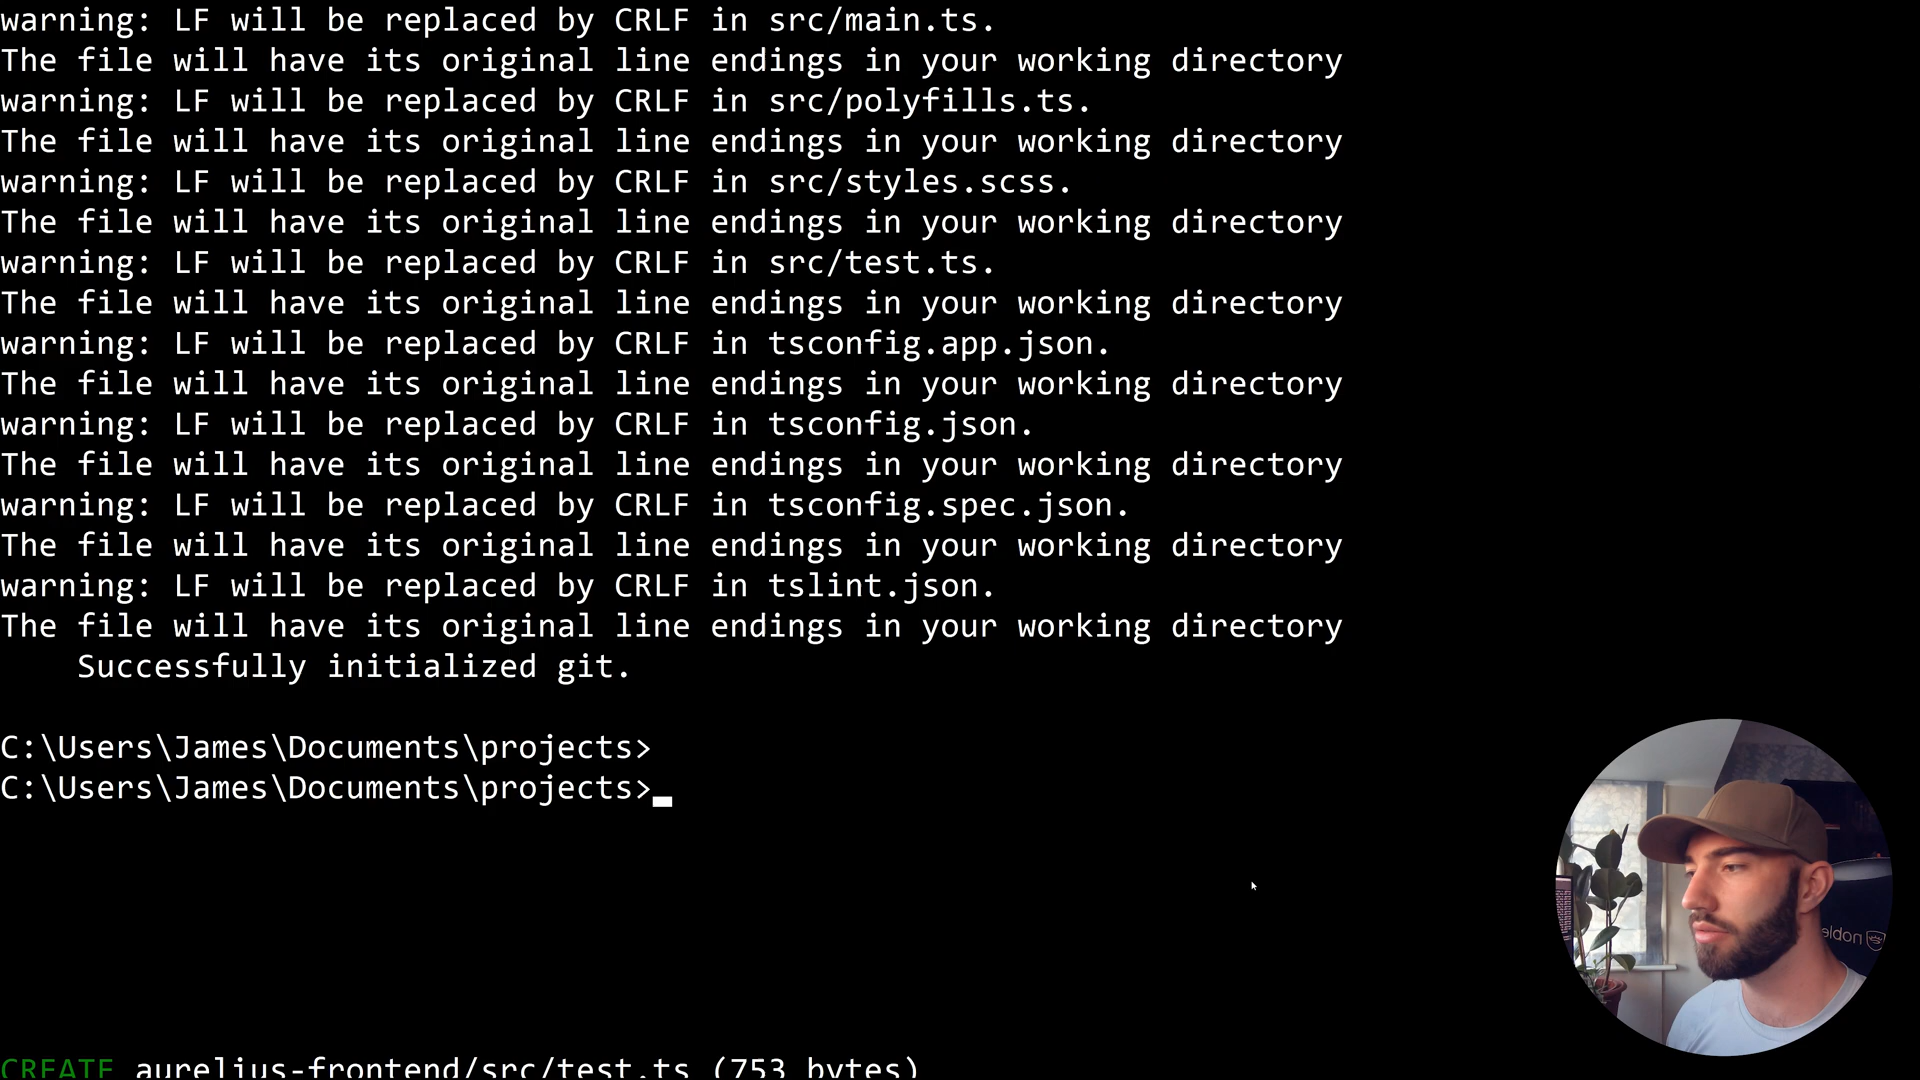 warning: LF will be replaced by CRLF in src/main.ts.
The file will have its original line endings in your working directory
warning: LF will be replaced by CRLF in src/polyfills.ts.
The file will have its original line endings in your working directory
warning: LF will be replaced by CRLF in src/styles.scss.
The file will have its original line endings in your working directory
warning: LF will be replaced by CRLF in src/test.ts.
The file will have its original line endings in your working directory
warning: LF will be replaced by CRLF in tsconfig.app.json.
The file will have its original line endings in your working directory
warning: LF will be replaced by CRLF in tsconfig.json.
The file will have its original line endings in your working directory
warning: LF will be replaced by CRLF in tsconfig.spec.json.
The file will have its original line endings in your working directory
warning: LF will be replaced by CRLF in tslint.json.
The file will have its original line endings in your working directory
    Successfully initialized git.
C:\Users\James\Documents\projects>
C:\Users\James\Documents\projects>
noble
CREATE aurelius-frontend/src/test.ts (753 bytes)